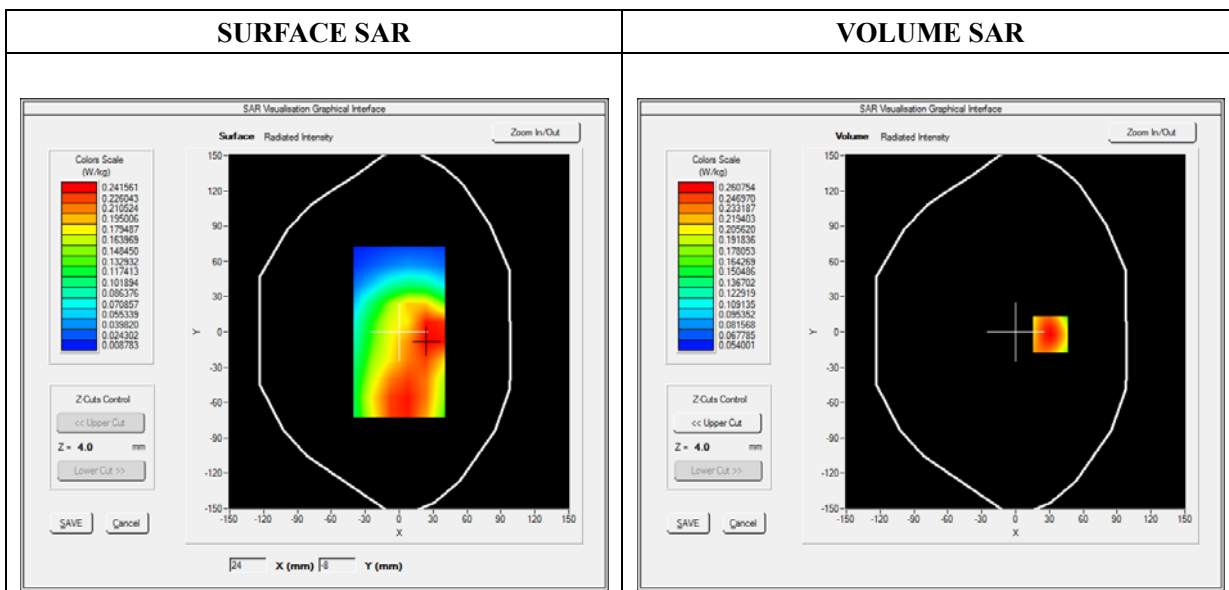 SURFACE SAR
VOLUME SAR
SAR Visualisation Graphical Interface
Surface Radiated Intensity
Zoom In/Out
Colors Scale
(W/kg)
0.241561
0.226043
0.210524
0.195006
0.179487
0.163969
0.148450
0.132932
0.117413
0.101894
0.086376
0.070857
0.055339
0.039820
0.024302
0.008783
Z-Cuts Control
<< Upper Cut
Z = 4.0 mm
Lower Cut >>
SAVE Cancel
150
120
90
60
30
0
-30
-60
-90
-120
-150
Y
-150 -120 -90 -60 -30 0 30 60 90 120 150
X
24 X (mm) -8 Y (mm)
SAR Visualisation Graphical Interface
Volume Radiated Intensity
Zoom In/Out
Colors Scale
(W/kg)
0.260754
0.246970
0.233187
0.219403
0.205620
0.191836
0.178053
0.164269
0.150486
0.136702
0.122919
0.109135
0.095352
0.081568
0.067785
0.054001
Z-Cuts Control
<< Upper Cut
Z = 4.0 mm
Lower Cut >>
SAVE Cancel
150
120
90
60
30
0
-30
-60
-90
-120
-150
Y
-150 -120 -90 -60 -30 0 30 60 90 120 150
X